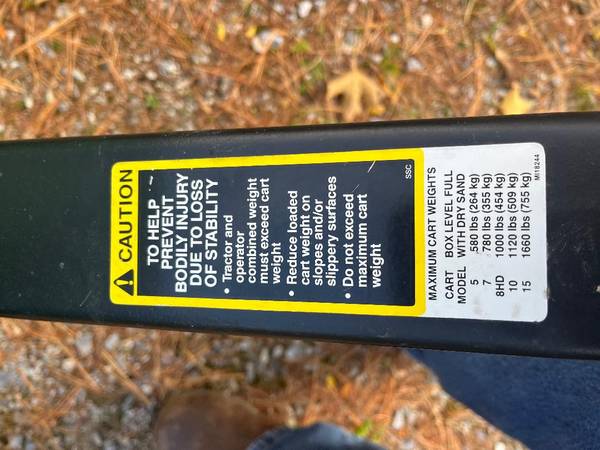 CAUTION
TO HELP
PREVENT
BODILY INJURY
DUE TO LOSS
OF STABILITY
• Tractor and
operator
combined weight
must exceed cart
weight
• Reduce loaded
cart weight on
slopes and/or
slippery surfaces
• Do not exceed
maximum cart
weight
SSC
MAXIMUM CART WEIGHTS
CART BOX LEVEL FULL
MODEL WITH DRY SAND
5 580 lbs (264 kg)
7 780 lbs (355 kg)
8HD 1000 lbs (454 kg)
10 1120 lbs (509 kg)
15 1660 lbs (755 kg)
MI18244